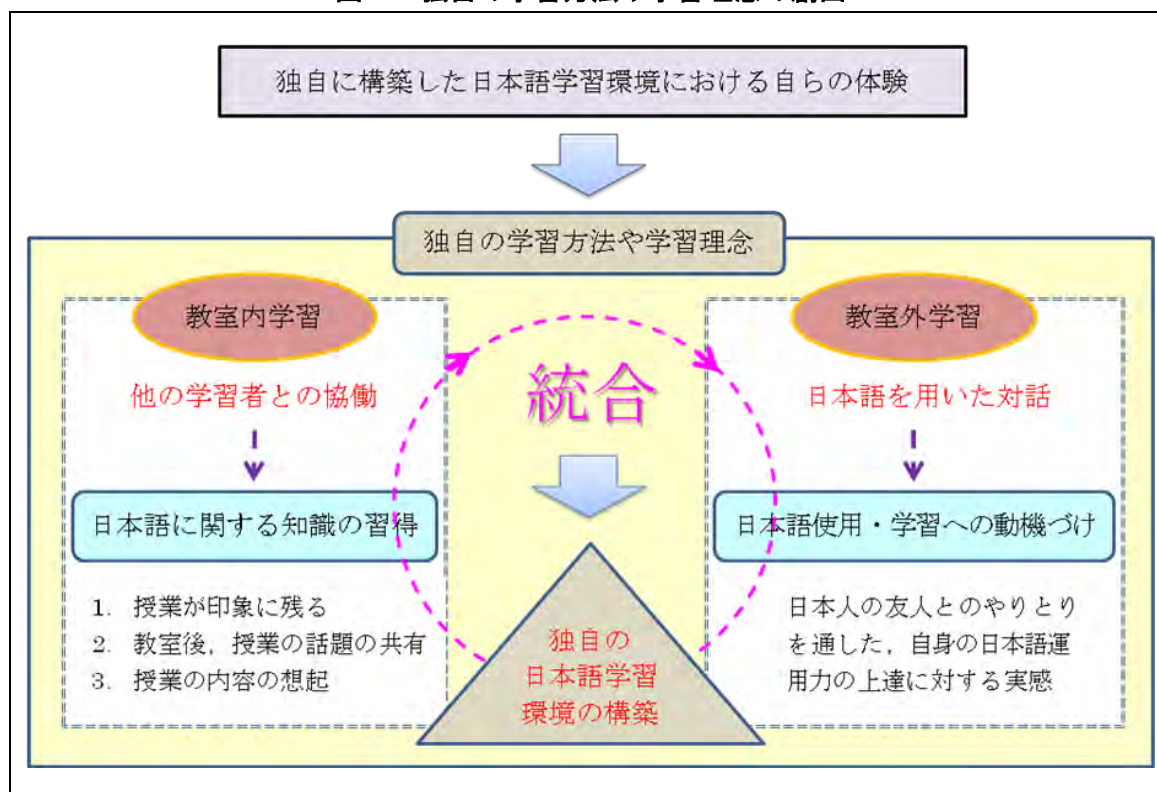 独自に構築した日本語学習環境における自らの体験
独自の学習方法や学習理念
教室内学習
他の学習者との協働
日本語に関する知識の習得
1. 授業が印象に残る
2. 教室後，授業の話題の共有
3. 授業の内容の想起
統合
独自の
日本語学習
環境の構築
教室外学習
日本語を用いた対話
日本語使用・学習への動機づけ
日本人の友人とのやりとり
を通した，自身の日本語運
用力の上達に対する実感